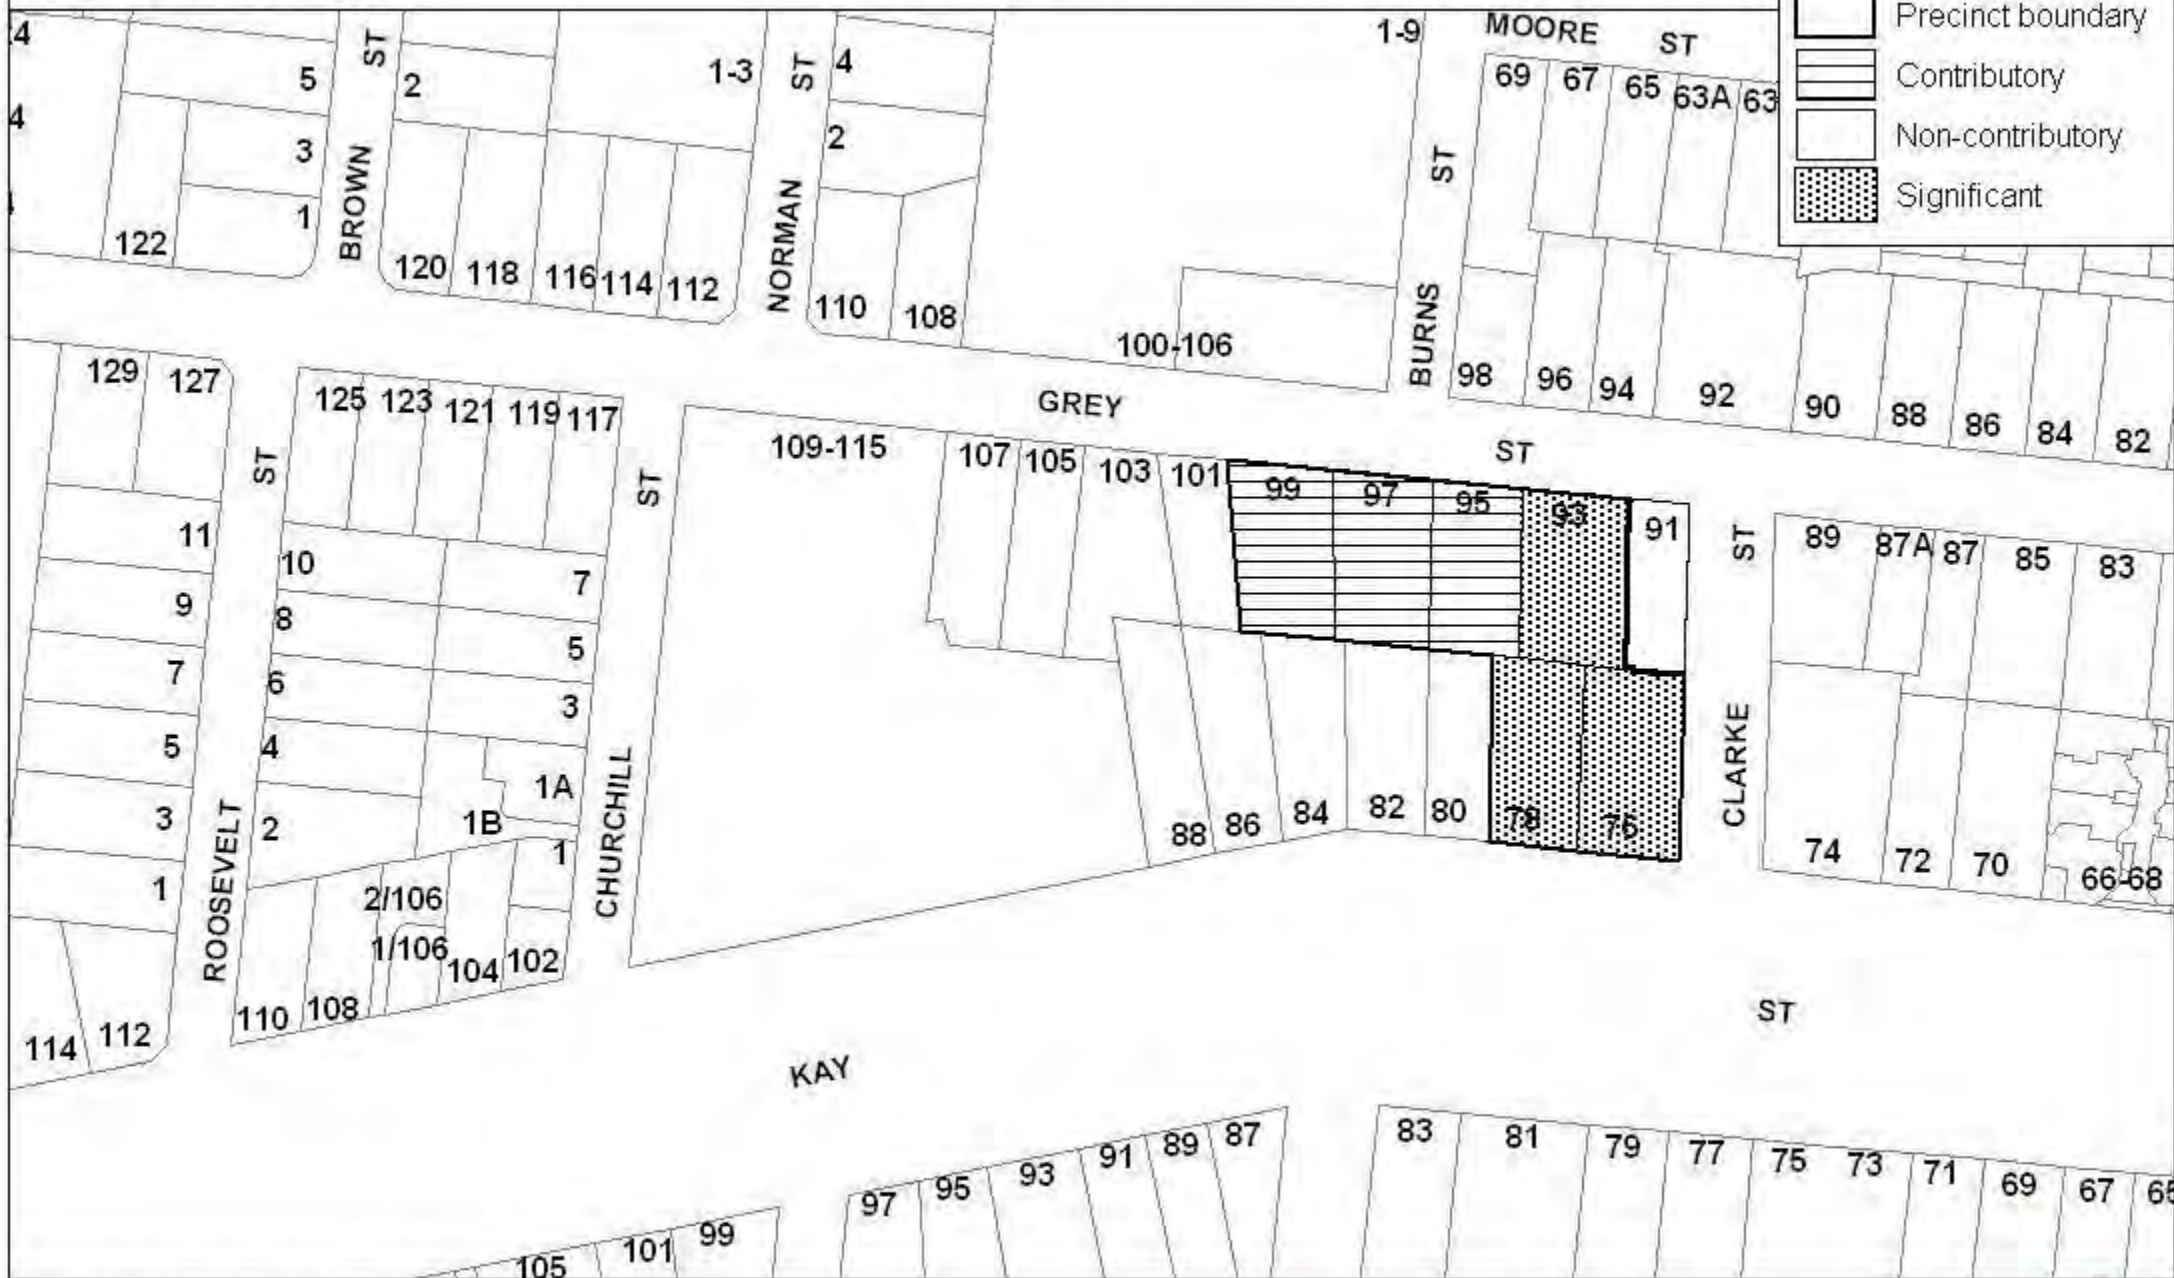 Precinct boundary
Contributory
Non-contributory
Significant
MOORE ST
1-9
69 67 65 63A 63
5
3
1
122
BROWN ST
2
120 118 116 114 112
1-3
NORMAN ST
4
2
110 108
100-106
BURNS ST
98 96 94 92 90 88 86 84 82
GREY ST
129 127
11
9
7
5
3
1
114 112
ROOSEVELT ST
125 123 121 119 117
10
8
6
4
2
7
5
3
1A
1B
1
2/106
1/106
110 108 104 102
CHURCHILL ST
109-115 107 105 103 101 99 97 95 93 91
88 86 84 82 80 78 76
CLARKE ST
89 87A 87 85 83
74 72 70 66-68
KAY ST
105 101 99
97 95 93 91 89 87
83 81 79 77 75 73 71 69 67